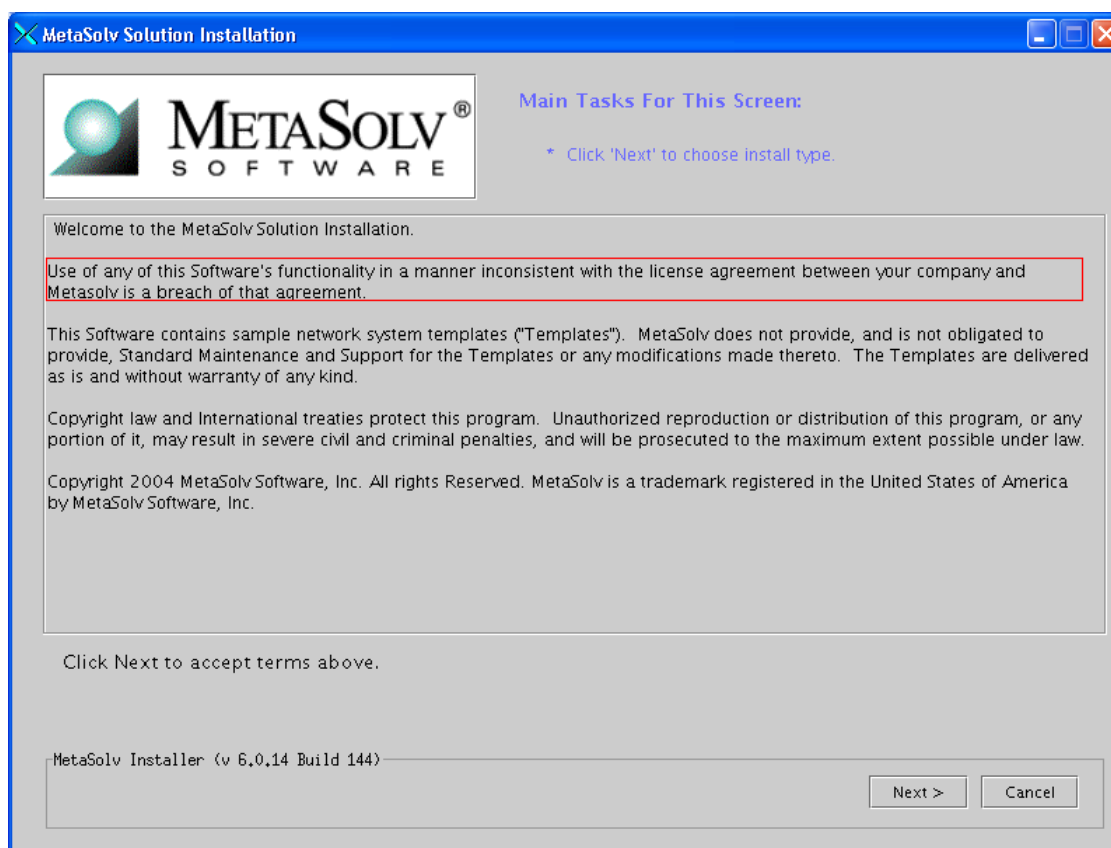 MetaSolv Solution Installation
METASOLV®
SOFTWARE
Main Tasks For This Screen:
* Click 'Next' to choose install type.
Welcome to the MetaSolv Solution Installation.
Use of any of this Software's functionality in a manner inconsistent with the license agreement between your company and
Metasolv is a breach of that agreement.
This Software contains sample network system templates ("Templates").  MetaSolv does not provide, and is not obligated to
provide, Standard Maintenance and Support for the Templates or any modifications made thereto.  The Templates are delivered
as is and without warranty of any kind.
Copyright law and International treaties protect this program.  Unauthorized reproduction or distribution of this program, or any
portion of it, may result in severe civil and criminal penalties, and will be prosecuted to the maximum extent possible under law.
Copyright 2004 MetaSolv Software, Inc. All rights Reserved. MetaSolv is a trademark registered in the United States of America
by MetaSolv Software, Inc.
Click Next to accept terms above.
MetaSolv Installer (v 6.0.14 Build 144)
Next >
Cancel